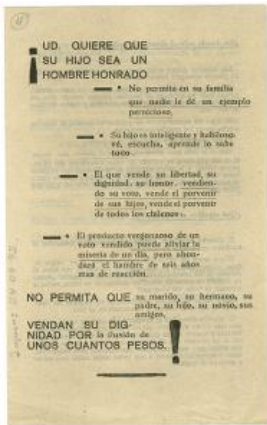 ¡ UD. QUIERE QUE
SU HIJO SEA UN
HOMBRE HONRADO
— • No permita en su familia
que nadie le dé un ejemplo
pernicioso.
— • Su hijo es inteligente y
vé, escucha, aprende lo
todo.
— • El que vende su libertad, su
dignidad, su honor, vendien-
do su voto, vende el porvenir
de sus hijos, vende el porvenir
de todos los chilenos.
— • El producto vergonzoso de un
voto vendido puede aliviar la
miseria de un día, pero ahon-
dará el hambre de seis años
mas de reacción.
NO PERMITA QUE su marido, su hermano, su
padre, su hijo, su novio, sus
amigos,
VENDAN SU DIG-
NIDAD POR la ilusión de
UNOS CUANTOS PESOS. !